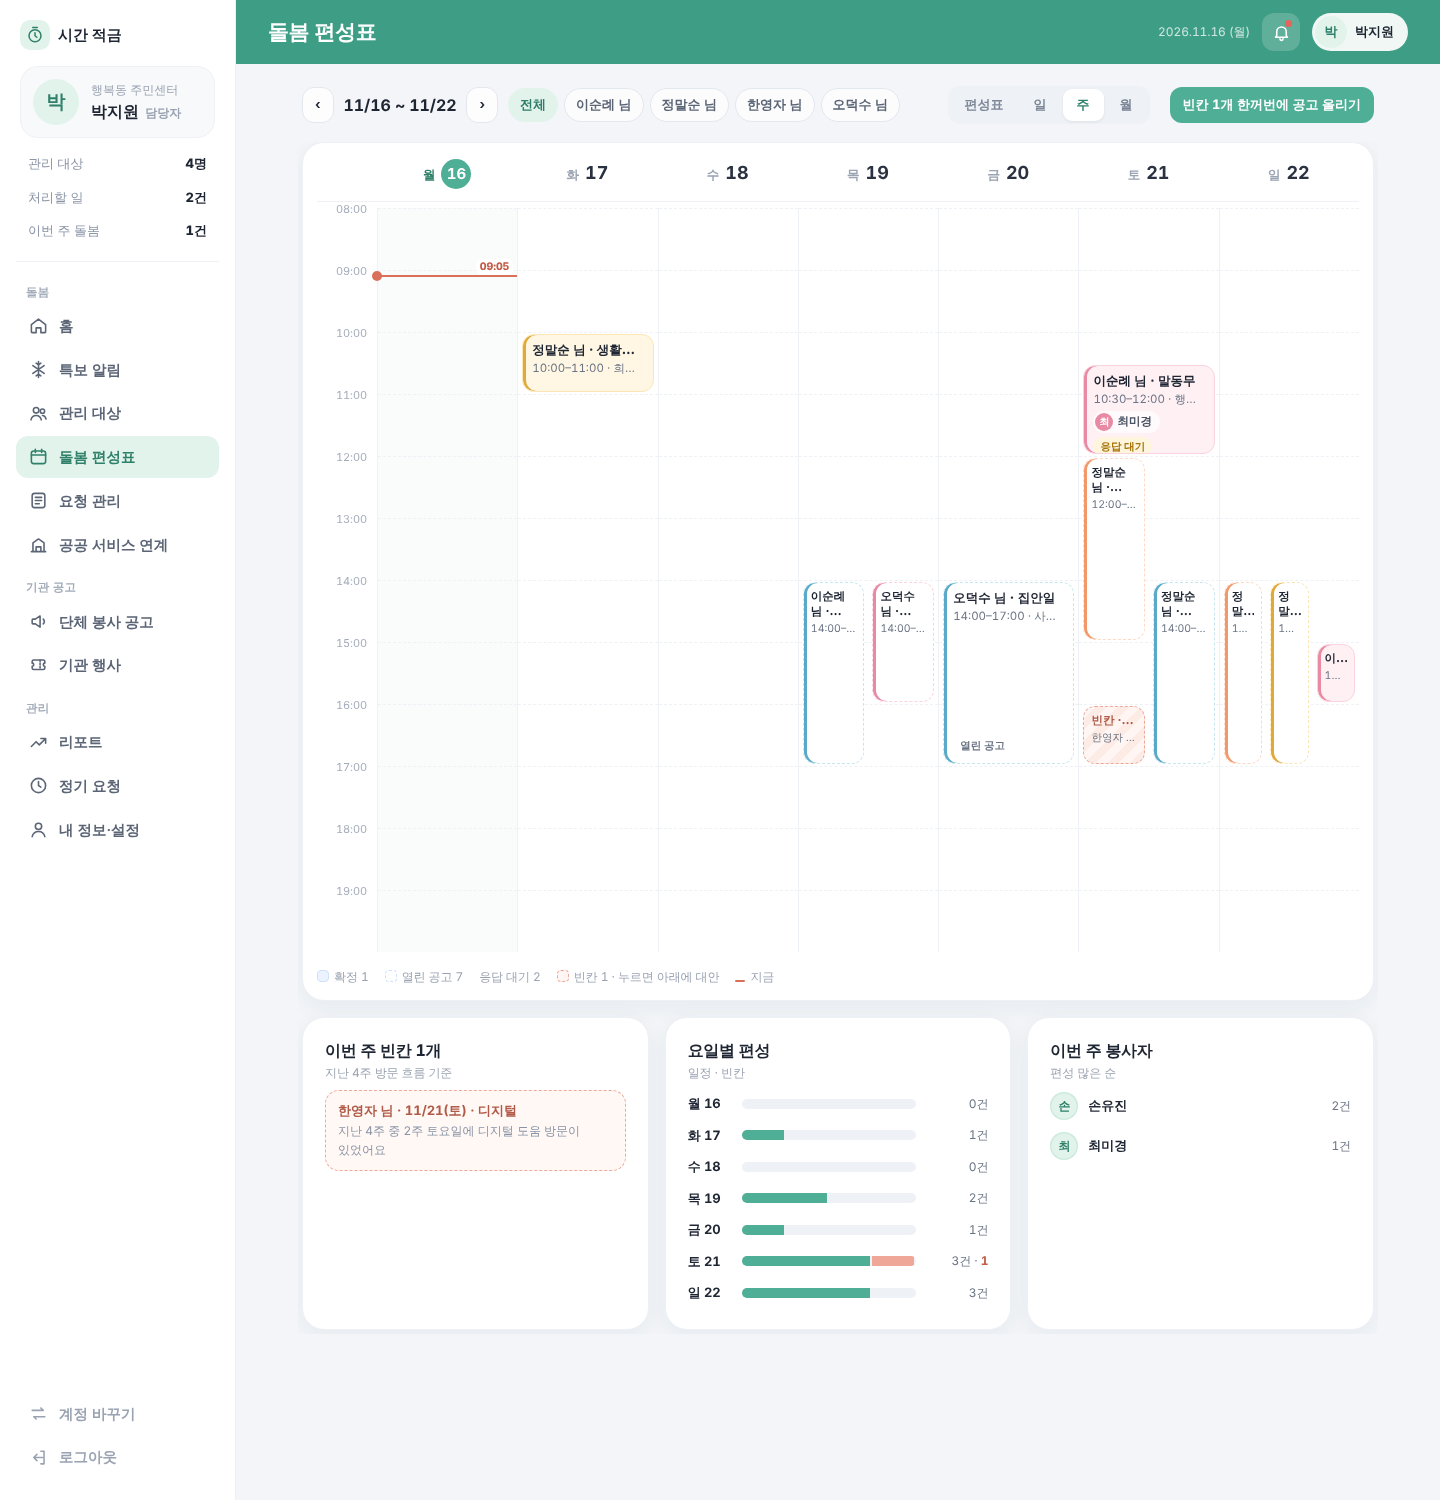 시간 적금
박
행복동 주민센터
박지원 담당자
관리 대상 4명
처리할 일 2건
이번 주 돌봄 1건
돌봄
홈
특보 알림
관리 대상
돌봄 편성표
요청 관리
공공 서비스 연계
기관 공고
단체 봉사 공고
기관 행사
관리
리포트
정기 요청
내 정보·설정
계정 바꾸기
로그아웃
돌봄 편성표
2026.11.16 (월)
박 박지원
‹ 11/16 ~ 11/22 ›
전체 이순례 님 정말순 님 한영자 님 오덕수 님
편성표 일 주 월
빈칸 1개 한꺼번에 공고 올리기
월 16 화 17 수 18 목 19 금 20 토 21 일 22
08:00
09:00
09:05
10:00
11:00
12:00
13:00
14:00
15:00
16:00
17:00
18:00
19:00
정말순 님 · 생활…
10:00–11:00 · 희…
이순례 님 ·…
14:00–…
오덕수 님 ·…
14:00–…
오덕수 님 · 집안일
14:00–17:00 · 사…
열린 공고
이순례 님 · 말동무
10:30–12:00 · 행…
최 최미경
응답 대기
정말순 님 ·…
12:00–…
빈칸 ·…
한영자 …
정말순 님 ·…
14:00–…
정말…
1…
정말…
1…
이…
1…
확정 1 열린 공고 7 응답 대기 2 빈칸 1 · 누르면 아래에 대안 지금
이번 주 빈칸 1개
지난 4주 방문 흐름 기준
한영자 님 · 11/21(토) · 디지털
지난 4주 중 2주 토요일에 디지털 도움 방문이
있었어요
요일별 편성
일정 · 빈칸
월 16 0건
화 17 1건
수 18 0건
목 19 2건
금 20 1건
토 21 3건 · 1
일 22 3건
이번 주 봉사자
편성 많은 순
손 손유진 2건
최 최미경 1건